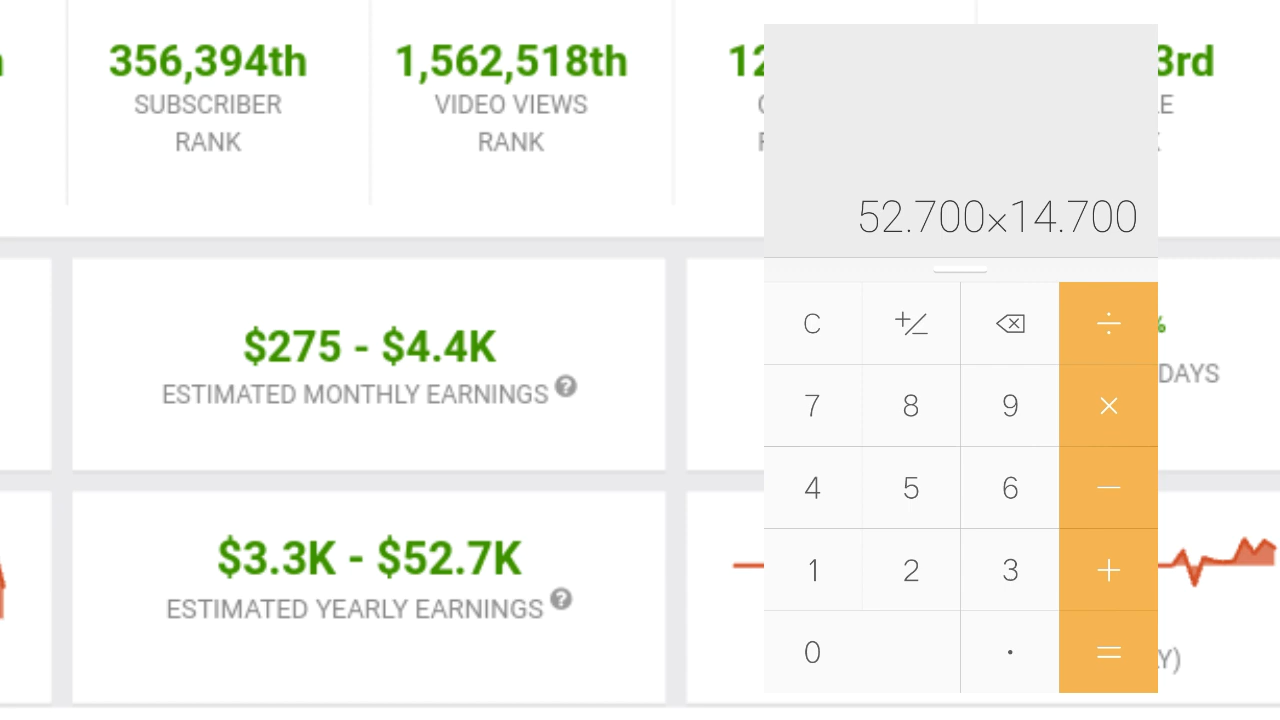 356,394th
SUBSCRIBER
RANK
1,562,518th
VIDEO VIEWS
RANK
12
3rd
$275 - $4.4K
ESTIMATED MONTHLY EARNINGS ?
$3.3K - $52.7K
ESTIMATED YEARLY EARNINGS ?
%
DAYS
Y)
52.700×14.700
C +/− ÷
7 8 9 ×
4 5 6 −
1 2 3 +
0 . =